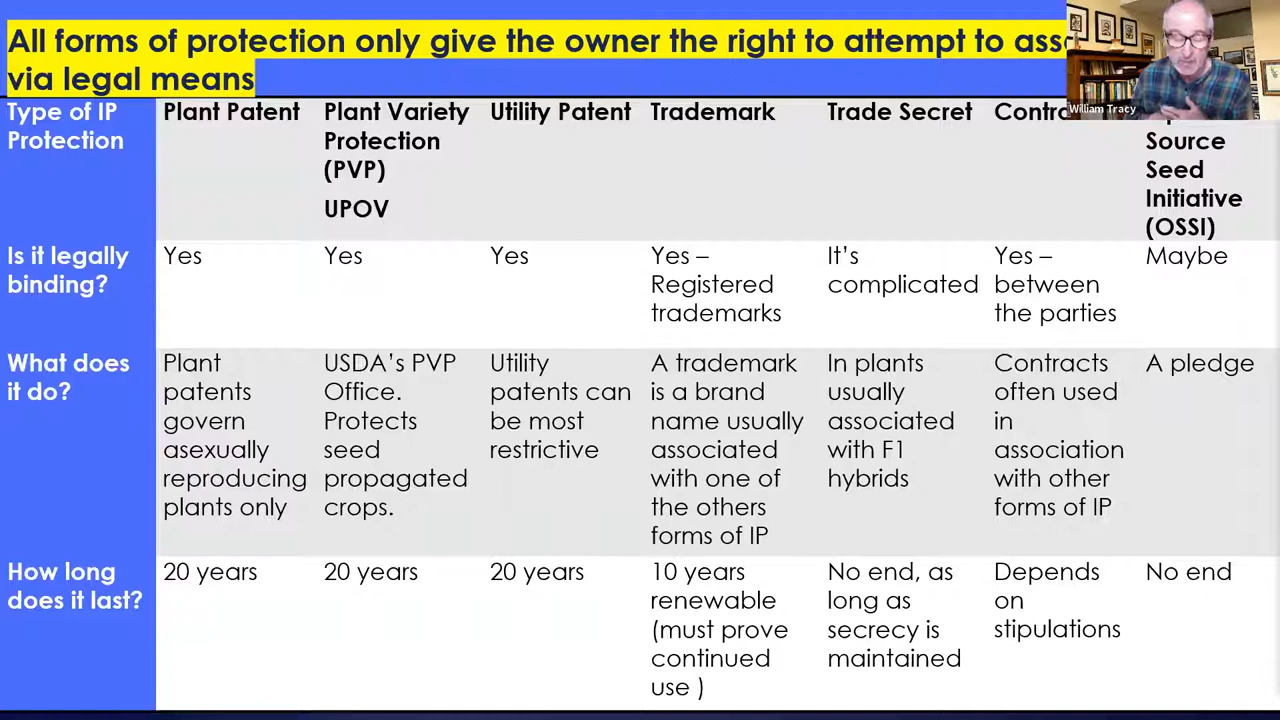 All forms of protection only give the owner the right to attempt to
via legal means
William Tracy
Type of IP
Protection
Plant Patent
Plant Variety
Protection
(PVP)
UPOV
Utility Patent
Trademark
Trade Secret
Source
Seed
Initiative
(OSSI)
Is it legally
binding?
Yes
Yes
Yes
Yes –
Registered
trademarks
It's
complicated
Yes –
between
the parties
Maybe
What does
it do?
Plant
patents
govern
asexually
reproducing
plants only
USDA's PVP
Office.
Protects
seed
propagated
crops.
Utility
patents can
be most
restrictive
A trademark
is a brand
name usually
associated
with one of
the others
forms of IP
In plants
usually
associated
with F1
hybrids
Contracts
often used
in
association
with other
forms of IP
A pledge
How long
does it last?
20 years
20 years
20 years
10 years
renewable
(must prove
continued
use )
No end, as
long as
secrecy is
maintained
Depends
on
stipulations
No end